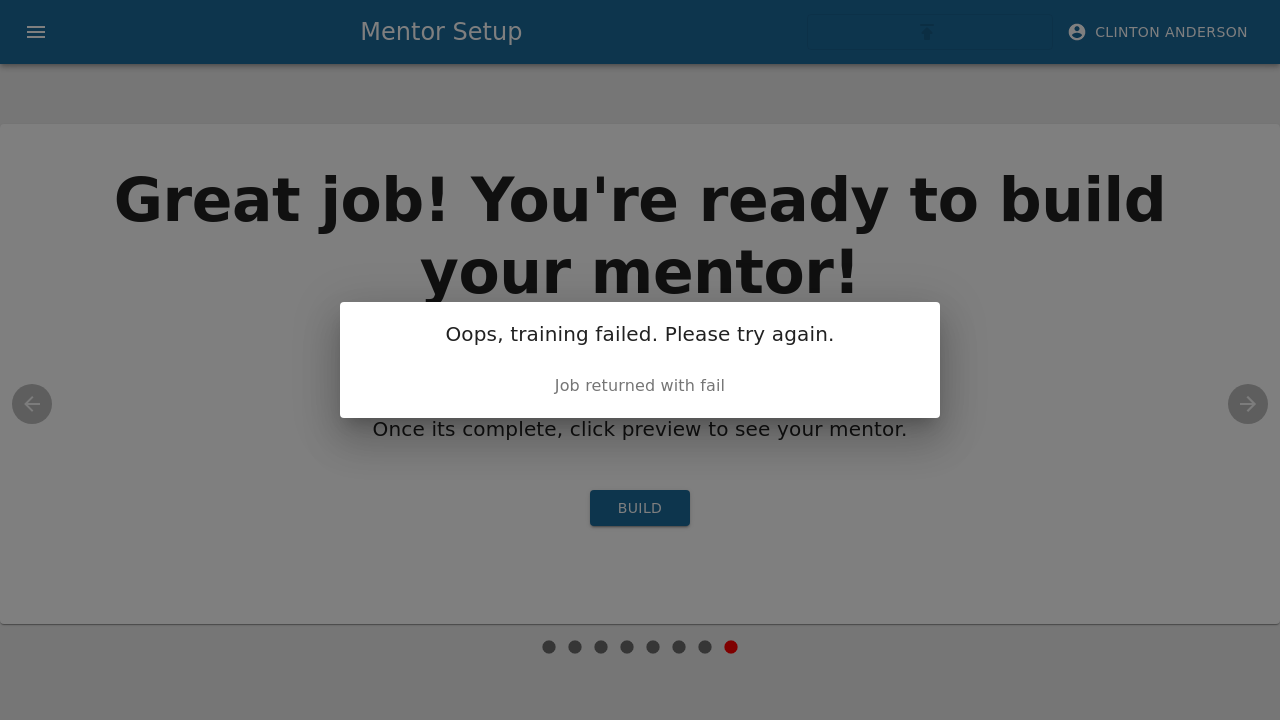 Mentor Setup
CLINTON ANDERSON
Great job! You're ready to build
your mentor!
Oops, training failed. Please try again.
Job returned with fail
Once its complete, click preview to see your mentor.
BUILD